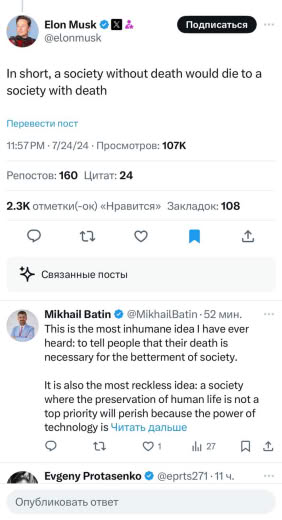 Elon Musk
Подписаться
@elonmusk
In short, a society without death would die to a
society with death
Перевести пост
11:57 PM · 7/24/24 · Просмотров: 107K
Репостов: 160 Цитат: 24
2.3K отметки(-ок) «Нравится» Закладок: 108
Связанные посты
Mikhail Batin @MikhailBatin · 52 мин.
This is the most inhumane idea I have ever
heard: to tell people that their death is
necessary for the betterment of society.
It is also the most reckless idea: a society
where the preservation of human life is not a
top priority will perish because the power of
technology is Читать дальше
1 27
Evgeny Protasenko @eprts271 · 11 ч.
Опубликовать ответ